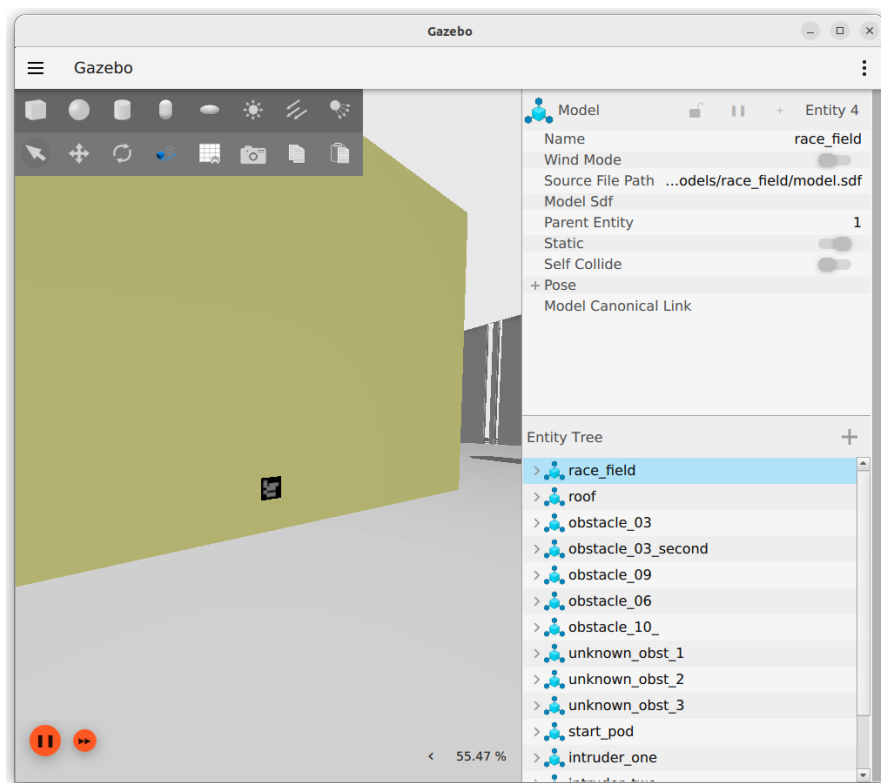 Gazebo
Gazebo
Model Entity 4
Name race_field
Wind Mode
Source File Path ...odels/race_field/model.sdf
Model Sdf
Parent Entity 1
Static
Self Collide
Pose
Model Canonical Link
Entity Tree
race_field
roof
obstacle_03
obstacle_03_second
obstacle_09
obstacle_06
obstacle_10_
unknown_obst_1
unknown_obst_2
unknown_obst_3
start_pod
55.47 %
intruder_one